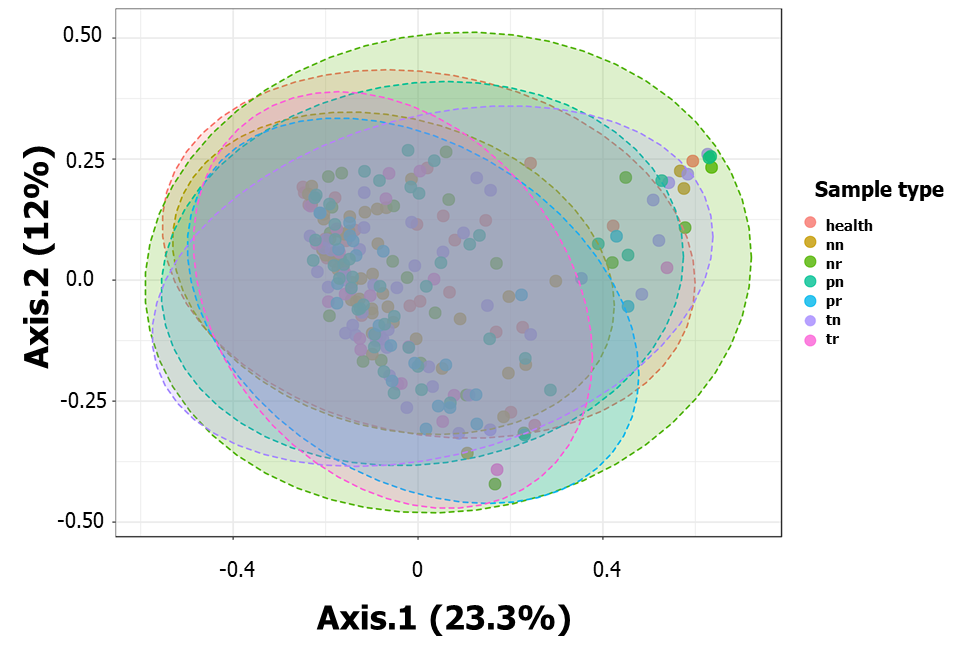 0.50
0.25
0.0
-0.25
-0.50
Axis.2 (12%)
-0.4
0
0.4
Axis.1 (23.3%)
Sample type
health
nn
nr
pn
pr
tn
tr